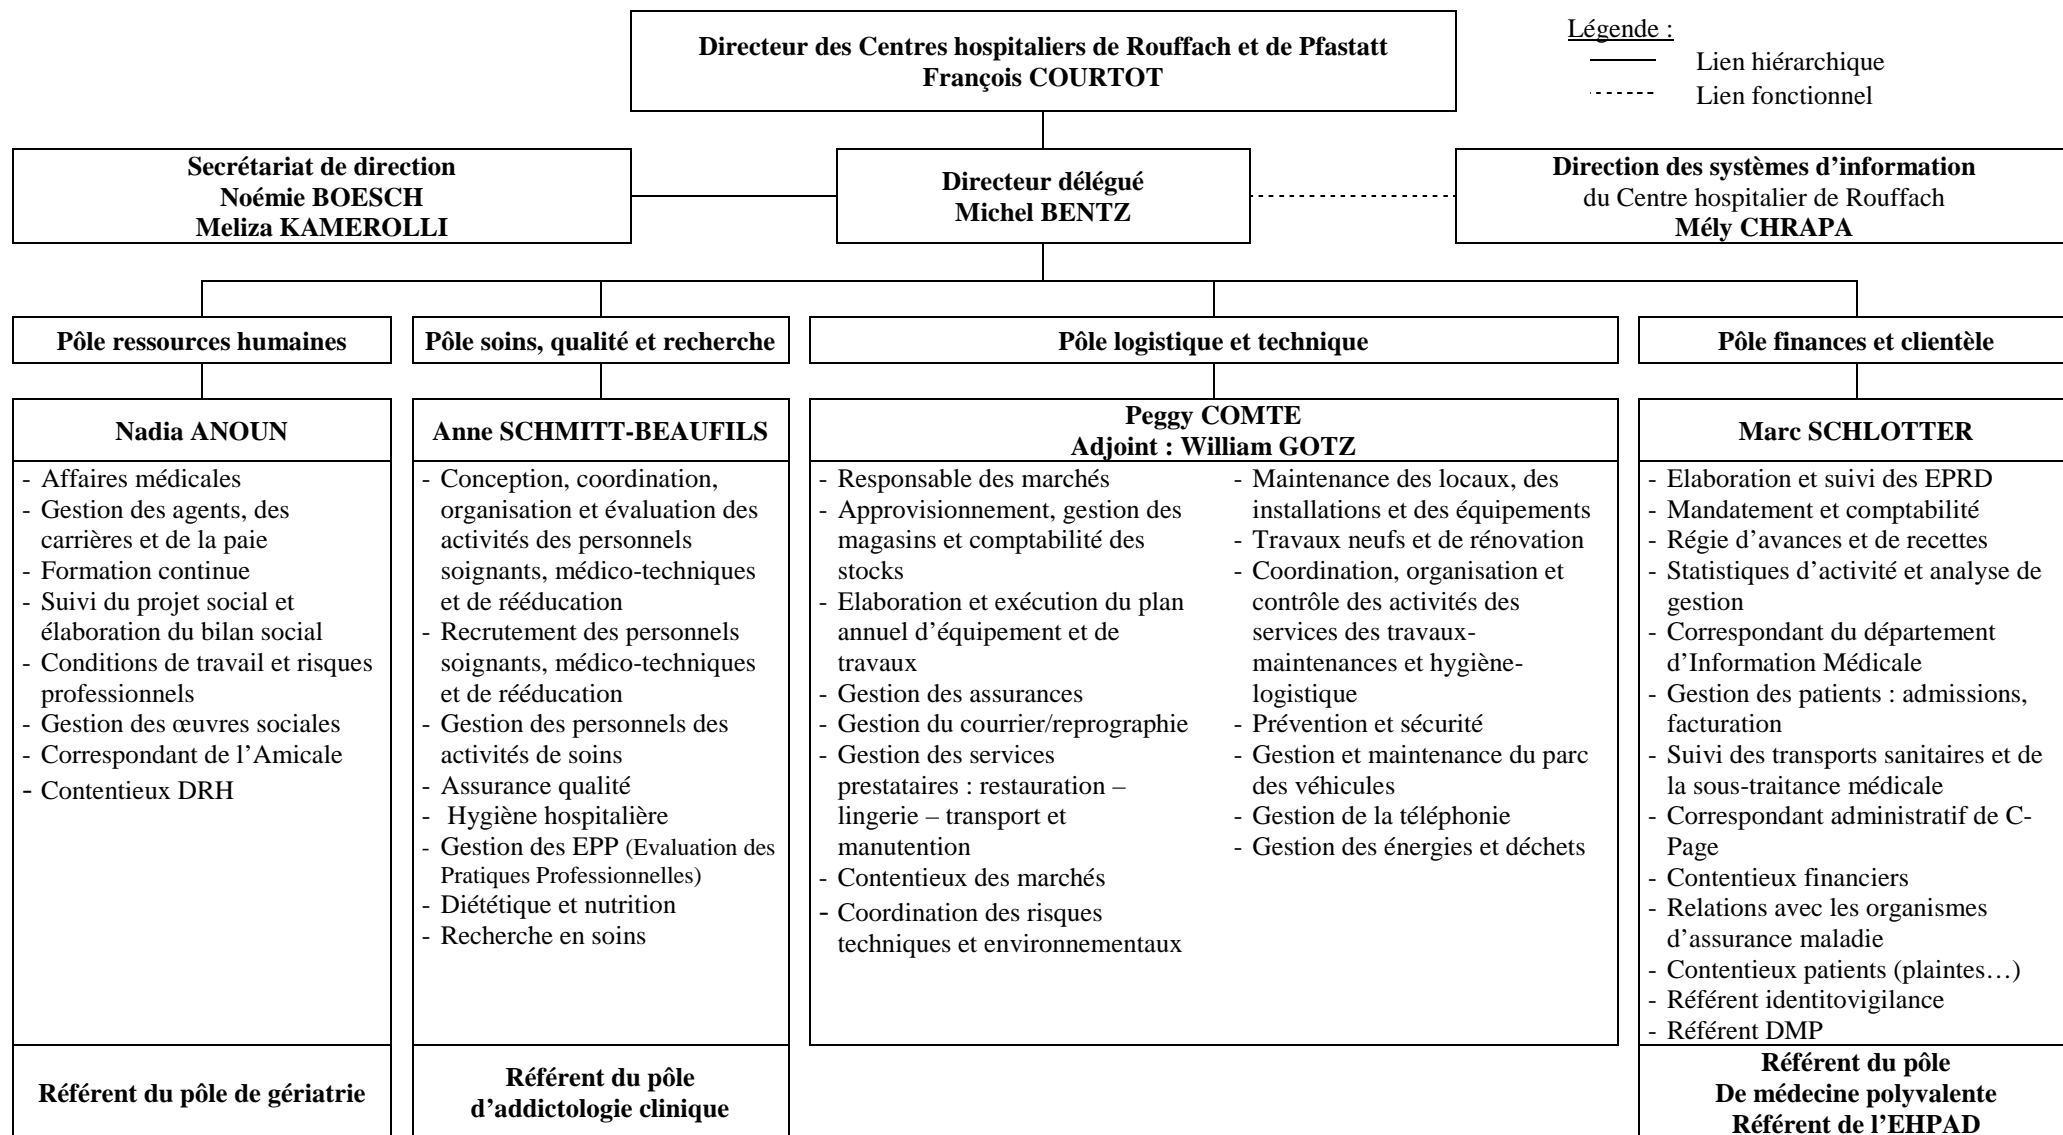 Directeur des Centres hospitaliers de Rouffach et de Pfastatt
François COURTOT
Légende :
Lien hiérarchique
Lien fonctionnel
Secrétariat de direction
Noémie BOESCH
Meliza KAMEROLLI
Directeur délégué
Michel BENTZ
Direction des systèmes d’information
du Centre hospitalier de Rouffach
Mély CHRAPA
Pôle ressources humaines
Nadia ANOUN
- Affaires médicales
- Gestion des agents, des
carrières et de la paie
- Formation continue
- Suivi du projet social et
élaboration du bilan social
- Conditions de travail et risques
professionnels
- Gestion des œuvres sociales
- Correspondant de l’Amicale
- Contentieux DRH
Référent du pôle de gériatrie
Pôle soins, qualité et recherche
Anne SCHMITT-BEAUFILS
- Conception, coordination,
organisation et évaluation des
activités des personnels
soignants, médico-techniques
et de rééducation
- Recrutement des personnels
soignants, médico-techniques
et de rééducation
- Gestion des personnels des
activités de soins
- Assurance qualité
- Hygiène hospitalière
- Gestion des EPP (Evaluation des
Pratiques Professionnelles)
- Diététique et nutrition
- Recherche en soins
Référent du pôle
d’addictologie clinique
Pôle logistique et technique
Peggy COMTE
Adjoint : William GOTZ
- Responsable des marchés
- Approvisionnement, gestion des
magasins et comptabilité des
stocks
- Elaboration et exécution du plan
annuel d’équipement et de
travaux
- Gestion des assurances
- Gestion du courrier/reprographie
- Gestion des services
prestataires : restauration –
lingerie – transport et
manutention
- Contentieux des marchés
- Coordination des risques
techniques et environnementaux
- Maintenance des locaux, des
installations et des équipements
- Travaux neufs et de rénovation
- Coordination, organisation et
contrôle des activités des
services des travaux-
maintenances et hygiène-
logistique
- Prévention et sécurité
- Gestion et maintenance du parc
des véhicules
- Gestion de la téléphonie
- Gestion des énergies et déchets
Pôle finances et clientèle
Marc SCHLOTTER
- Elaboration et suivi des EPRD
- Mandatement et comptabilité
- Régie d’avances et de recettes
- Statistiques d’activité et analyse de
gestion
- Correspondant du département
d’Information Médicale
- Gestion des patients : admissions,
facturation
- Suivi des transports sanitaires et de
la sous-traitance médicale
- Correspondant administratif de C-
Page
- Contentieux financiers
- Relations avec les organismes
d’assurance maladie
- Contentieux patients (plaintes…)
- Référent identitovigilance
- Référent DMP
Référent du pôle
De médecine polyvalente
Référent de l’EHPAD